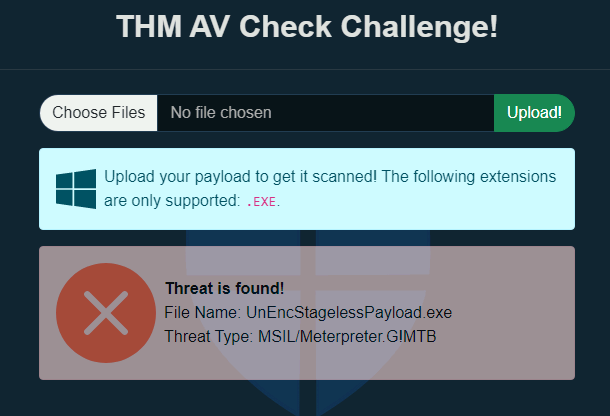 THM AV Check Challenge!
Choose Files No file chosen Upload!
Upload your payload to get it scanned! The following extensions
are only supported: .EXE.
Threat is found!
File Name: UnEncStagelessPayload.exe
Threat Type: MSIL/Meterpreter.G!MTB